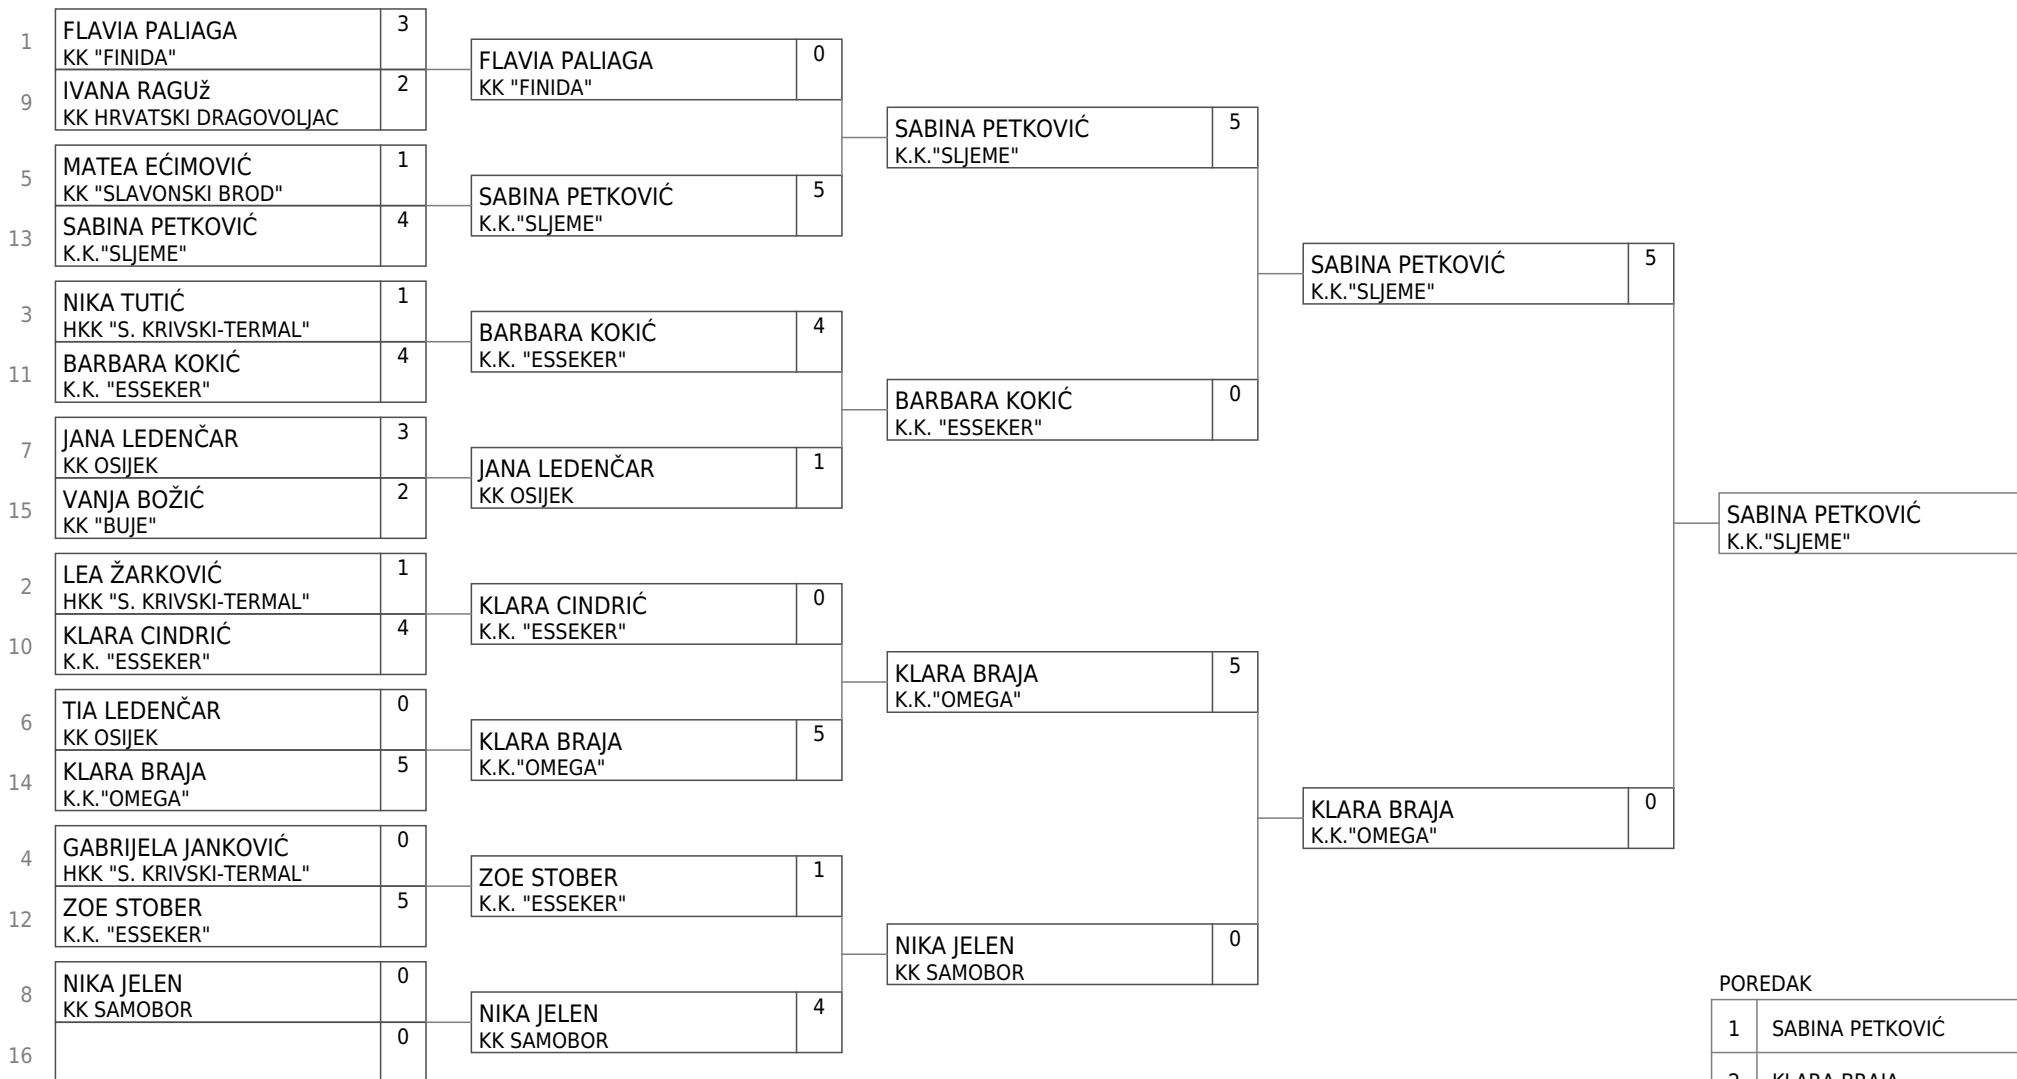 1
FLAVIA PALIAGA
KK "FINIDA"
3
9
IVANA RAGUž
KK HRVATSKI DRAGOVOLJAC
2
5
MATEA EĆIMOVIĆ
KK "SLAVONSKI BROD"
1
13
SABINA PETKOVIĆ
K.K."SLJEME"
4
3
NIKA TUTIĆ
HKK "S. KRIVSKI-TERMAL"
1
11
BARBARA KOKIĆ
K.K. "ESSEKER"
4
7
JANA LEDENČAR
KK OSIJEK
3
15
VANJA BOŽIĆ
KK "BUJE"
2
2
LEA ŽARKOVIĆ
HKK "S. KRIVSKI-TERMAL"
1
10
KLARA CINDRIĆ
K.K. "ESSEKER"
4
6
TIA LEDENČAR
KK OSIJEK
0
14
KLARA BRAJA
K.K."OMEGA"
5
4
GABRIJELA JANKOVIĆ
HKK "S. KRIVSKI-TERMAL"
0
12
ZOE STOBER
K.K. "ESSEKER"
5
8
NIKA JELEN
KK SAMOBOR
0
16
0
FLAVIA PALIAGA
KK "FINIDA"
0
SABINA PETKOVIĆ
K.K."SLJEME"
5
BARBARA KOKIĆ
K.K. "ESSEKER"
4
JANA LEDENČAR
KK OSIJEK
1
KLARA CINDRIĆ
K.K. "ESSEKER"
0
KLARA BRAJA
K.K."OMEGA"
5
ZOE STOBER
K.K. "ESSEKER"
1
NIKA JELEN
KK SAMOBOR
4
SABINA PETKOVIĆ
K.K."SLJEME"
5
BARBARA KOKIĆ
K.K. "ESSEKER"
0
KLARA BRAJA
K.K."OMEGA"
5
NIKA JELEN
KK SAMOBOR
0
SABINA PETKOVIĆ
K.K."SLJEME"
5
KLARA BRAJA
K.K."OMEGA"
0
SABINA PETKOVIĆ
K.K."SLJEME"
POREDAK
1 SABINA PETKOVIĆ
2 KLARA BRAJA